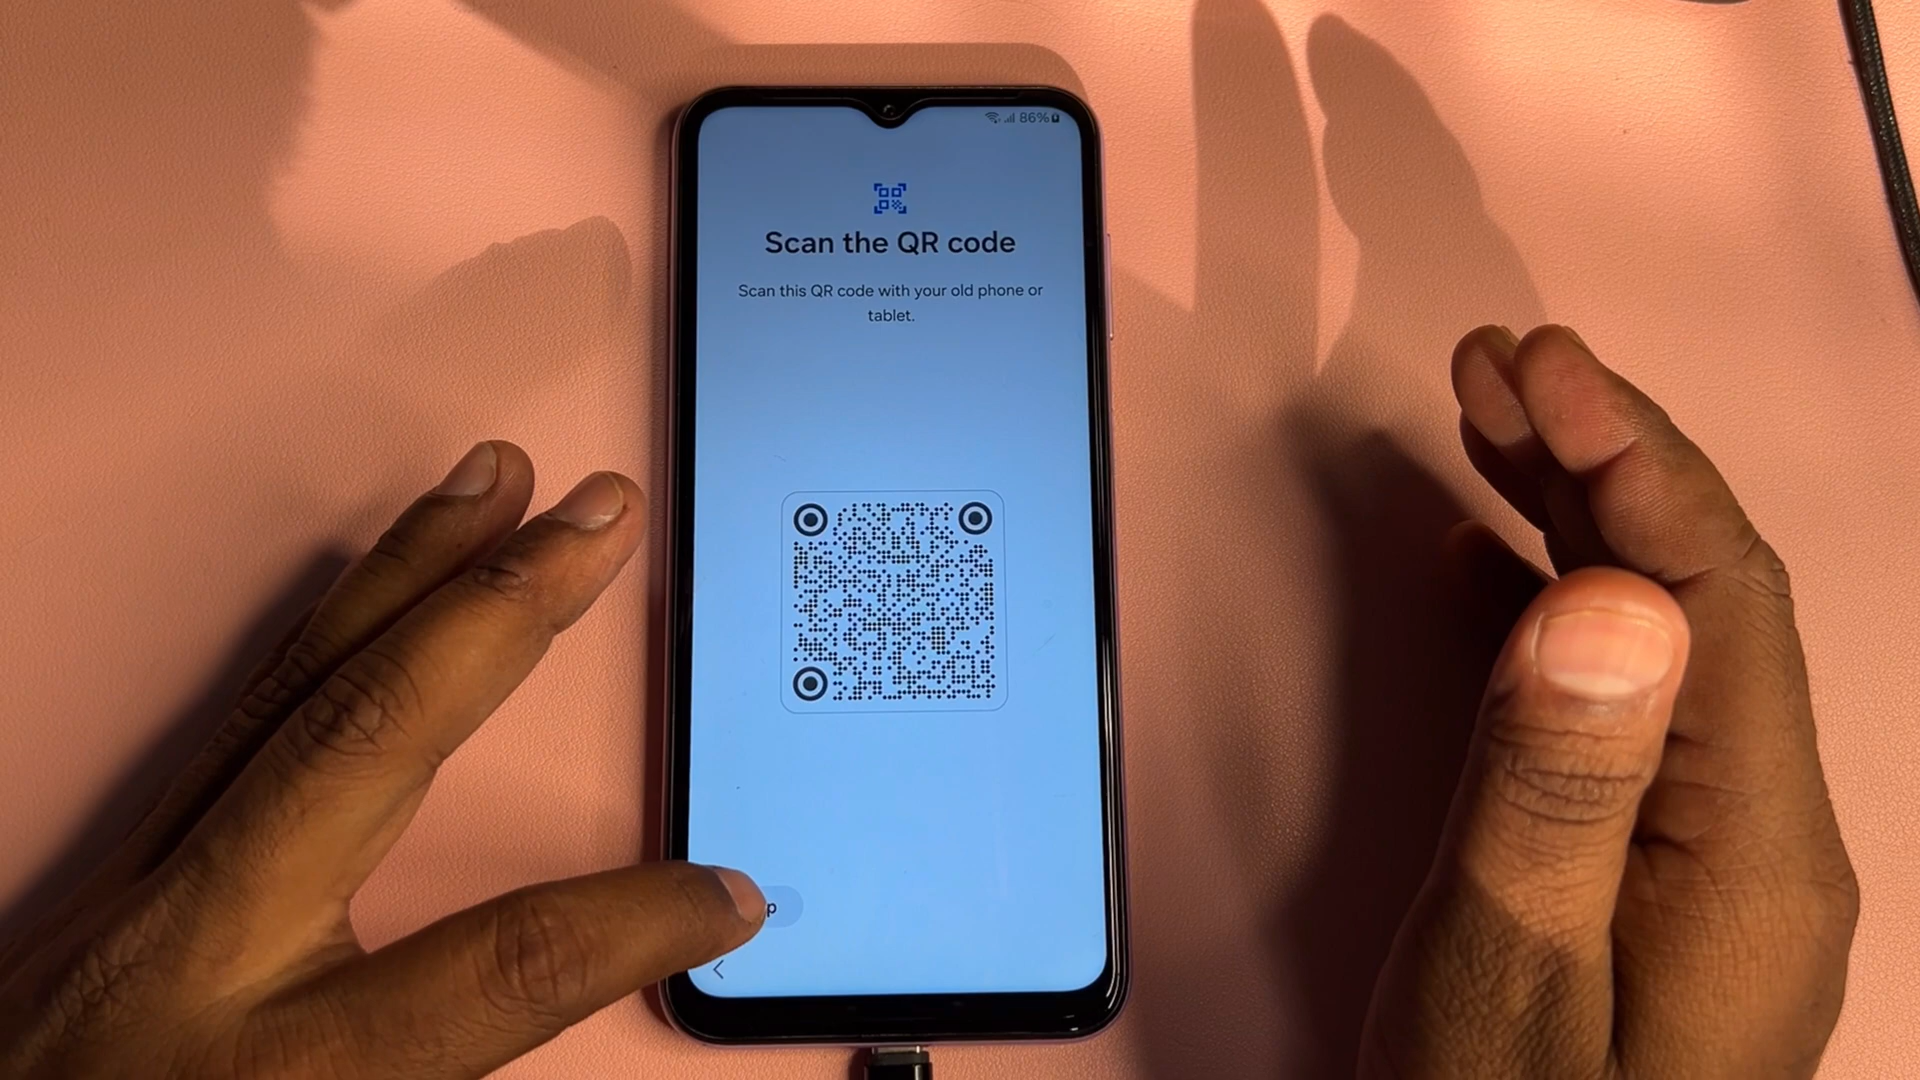 86%
Scan the QR code
Scan this QR code with your old phone or
tablet.